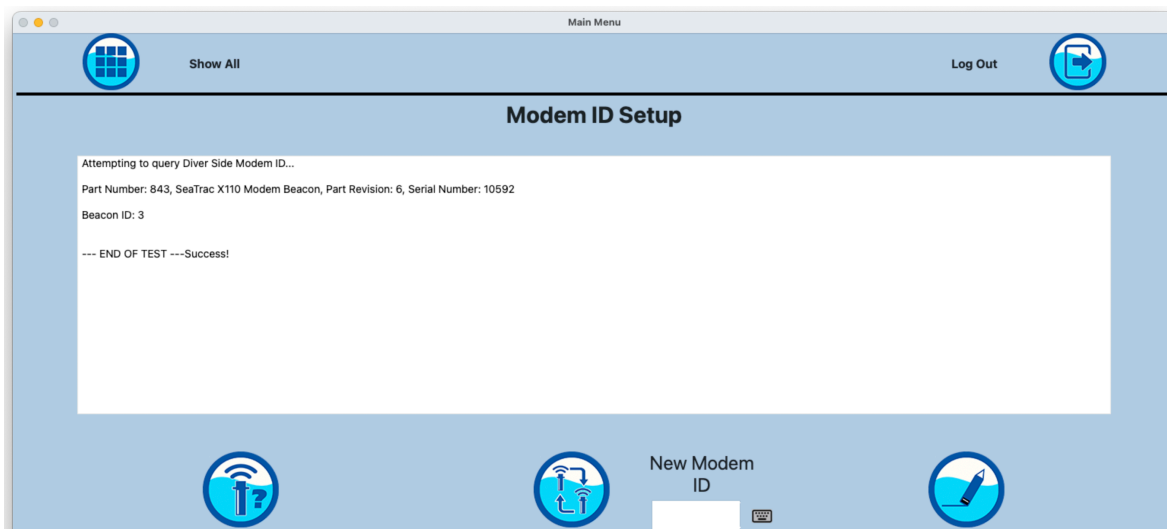 Main Menu
Show All
Log Out
Modem ID Setup
Attempting to query Diver Side Modem ID...
Part Number: 843, SeaTrac X110 Modem Beacon, Part Revision: 6, Serial Number: 10592
Beacon ID: 3
--- END OF TEST ---Success!
?
New Modem
ID